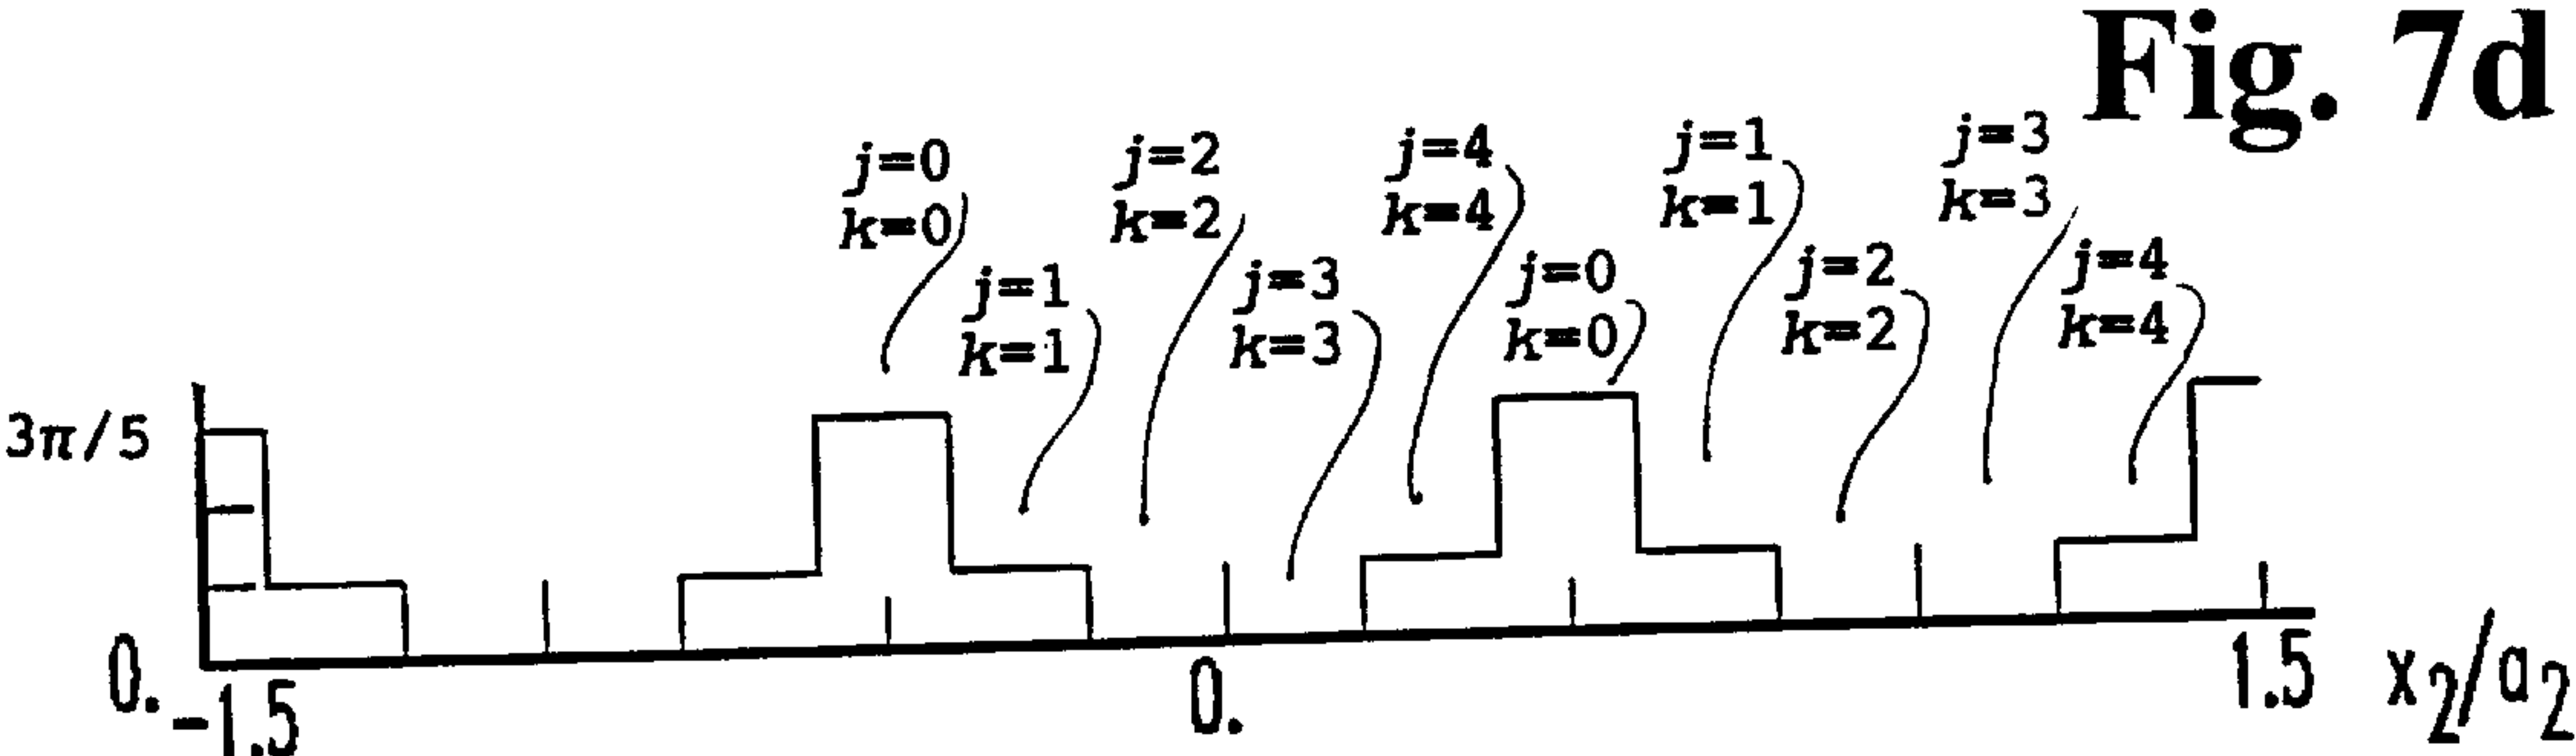 Fig. 7d
j=0
k=0
j=2
k=2
j=4
k=4
j=1
k=1
j=3
k=3
j=1
k=1
j=3
k=3
j=0
k=0
j=2
k=2
j=4
k=4
3π/5
0.
-1.5
0.
1.5
x₂/a₂